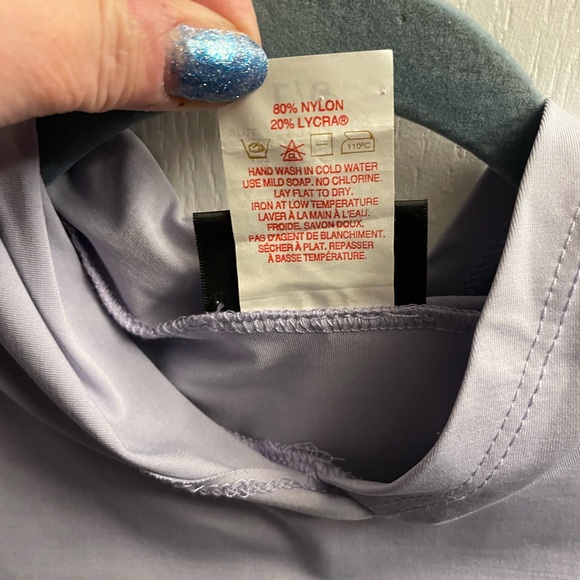 80% NYLON
20% LYCRA®
110ºC
HAND WASH IN COLD WATER
USE MILD SOAP. NO CHLORINE.
LAY FLAT TO DRY.
IRON AT LOW TEMPERATURE
LAVER À LA MAIN À L'EAU.
FROIDE. SAVON DOUX.
PAS D'AGENT DE BLANCHIMENT.
SÉCHER À PLAT. REPASSER
À BASSE TEMPÉRATURE.